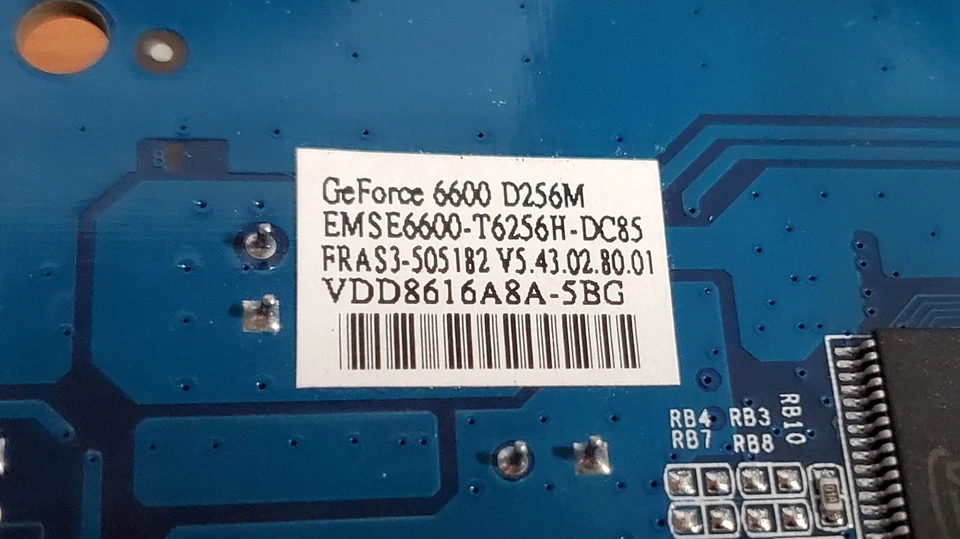 GeForce 6600 D256M
EMSE6600-T6256H-DC85
FRAS3-505182 V5.43.02.80.01
VDD8616A8A-5BG
RB4 RB3 RB10
RB7 RB8